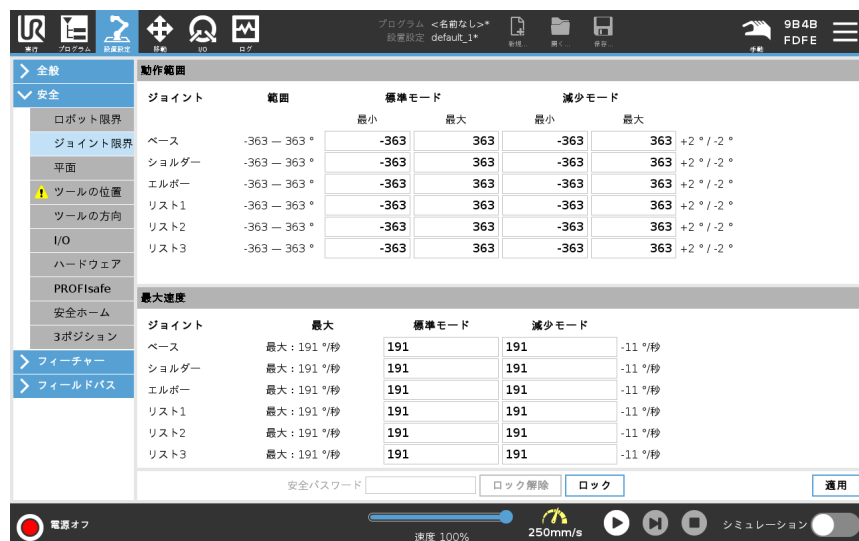 プログラム <名前なし>*
設置設定 default_1*
実行 プログラム 設置設定 移動 I/O ログ 新規... 開く... 保存... 手動 9B4B FDFE
全般
安全
ロボット限界
ジョイント限界
平面
ツールの位置
ツールの方向
I/O
ハードウェア
PROFIsafe
安全ホーム
3ポジション
フィーチャー
フィールドバス
動作範囲
ジョイント 範囲 標準モード 減少モード
最小 最大 最小 最大
ベース -363 — 363 ° -363 363 -363 363 +2 ° / -2 °
ショルダー -363 — 363 ° -363 363 -363 363 +2 ° / -2 °
エルボー -363 — 363 ° -363 363 -363 363 +2 ° / -2 °
リスト1 -363 — 363 ° -363 363 -363 363 +2 ° / -2 °
リスト2 -363 — 363 ° -363 363 -363 363 +2 ° / -2 °
リスト3 -363 — 363 ° -363 363 -363 363 +2 ° / -2 °
最大速度
ジョイント 最大 標準モード 減少モード
ベース 最大：191 °/秒 191 191 -11 °/秒
ショルダー 最大：191 °/秒 191 191 -11 °/秒
エルボー 最大：191 °/秒 191 191 -11 °/秒
リスト1 最大：191 °/秒 191 191 -11 °/秒
リスト2 最大：191 °/秒 191 191 -11 °/秒
リスト3 最大：191 °/秒 191 191 -11 °/秒
安全パスワード ロック解除 ロック 適用
電源オフ 速度 100% 250mm/s シミュレーション